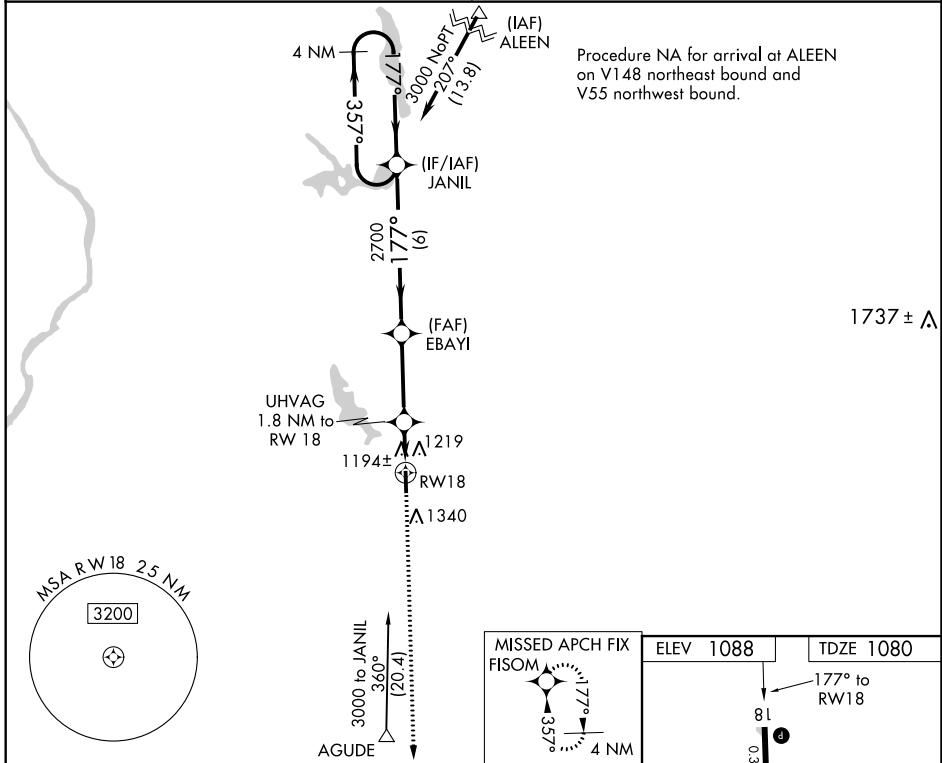 (IAF)
ALEEN
Procedure NA for arrival at ALEEN
on V148 northeast bound and
V55 northwest bound.
4 NM
177°
357°
3000 NoPT
207°
(13.8)
(IF/IAF)
JANIL
2700
177°
(6)
(FAF)
EBAYI
1737 ±
UHVAG
1.8 NM to
RW 18
1219
1194±
RW18
1340
MSA RW18 25 NM
3200
3000 to JANIL
360°
(20.4)
AGUDE
MISSED APCH FIX
FISOM
177°
357°
4 NM
ELEV 1088
TDZE 1080
177° to
RW18
18
P
0.3